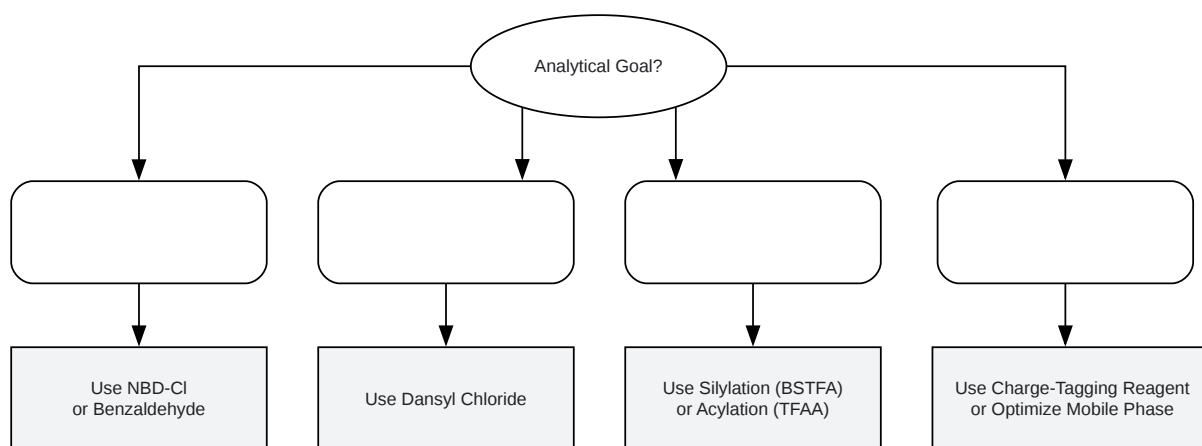 Analytical Goal?
Use NBD-Cl
or Benzaldehyde
Use Dansyl Chloride
Use Silylation (BSTFA)
or Acylation (TFAA)
Use Charge-Tagging Reagent
or Optimize Mobile Phase